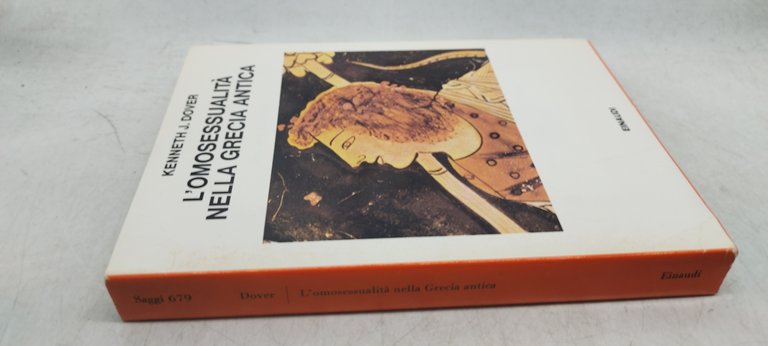 KENNETH J. DOVER
L'OMOSESSUALITÀ
NELLA GRECIA ANTICA
EINAUDI
Saggi 679 Dover L'omosessualità nella Grecia antica Einaudi